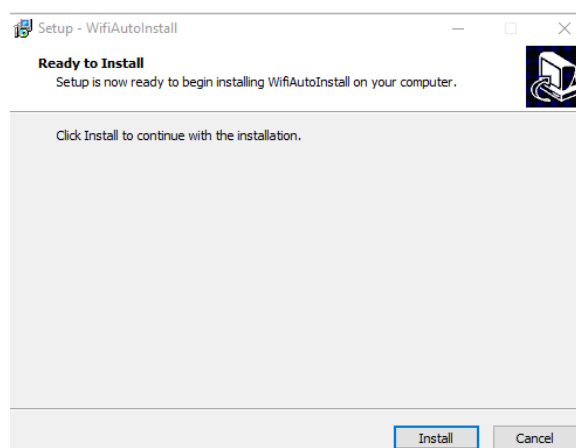 Setup - WifiAutoInstall
Ready to Install
Setup is now ready to begin installing WifiAutoInstall on your computer.
Click Install to continue with the installation.
Install Cancel